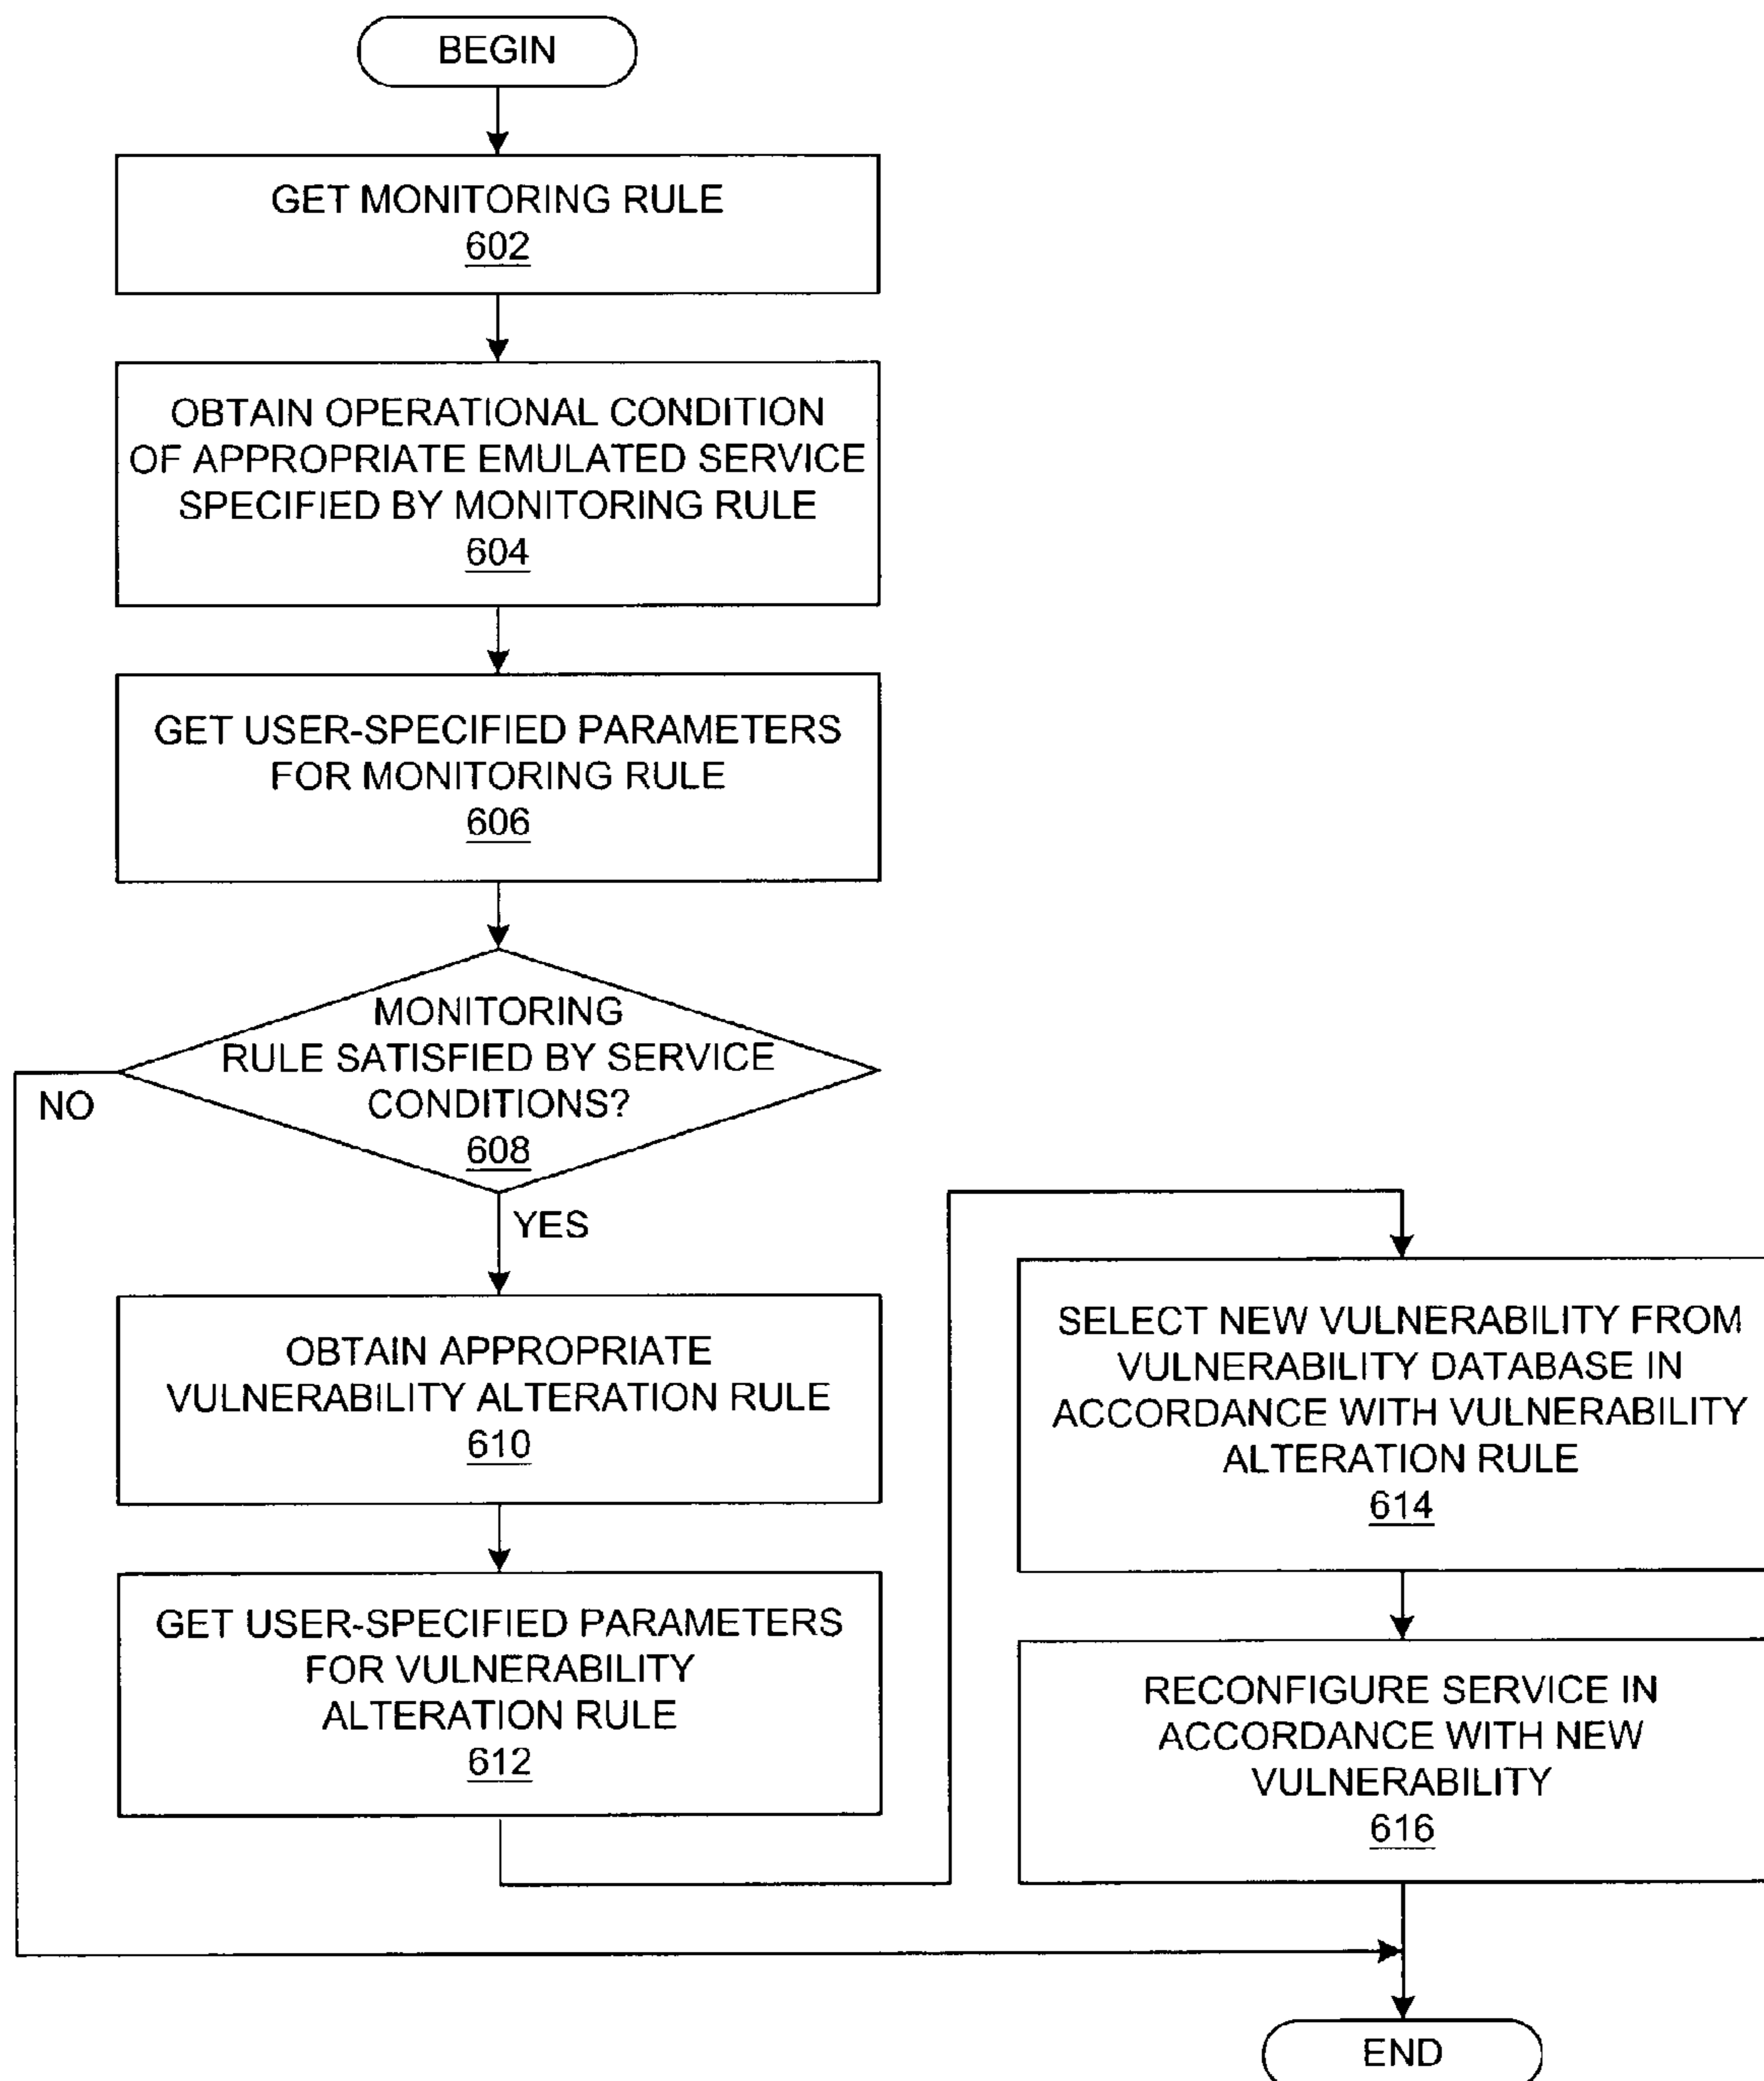 BEGIN
GET MONITORING RULE
602
OBTAIN OPERATIONAL CONDITION
OF APPROPRIATE EMULATED SERVICE
SPECIFIED BY MONITORING RULE
604
GET USER-SPECIFIED PARAMETERS
FOR MONITORING RULE
606
MONITORING
RULE SATISFIED BY SERVICE
CONDITIONS?
608
NO
YES
OBTAIN APPROPRIATE
VULNERABILITY ALTERATION RULE
610
GET USER-SPECIFIED PARAMETERS
FOR VULNERABILITY
ALTERATION RULE
612
SELECT NEW VULNERABILITY FROM
VULNERABILITY DATABASE IN
ACCORDANCE WITH VULNERABILITY
ALTERATION RULE
614
RECONFIGURE SERVICE IN
ACCORDANCE WITH NEW
VULNERABILITY
616
END